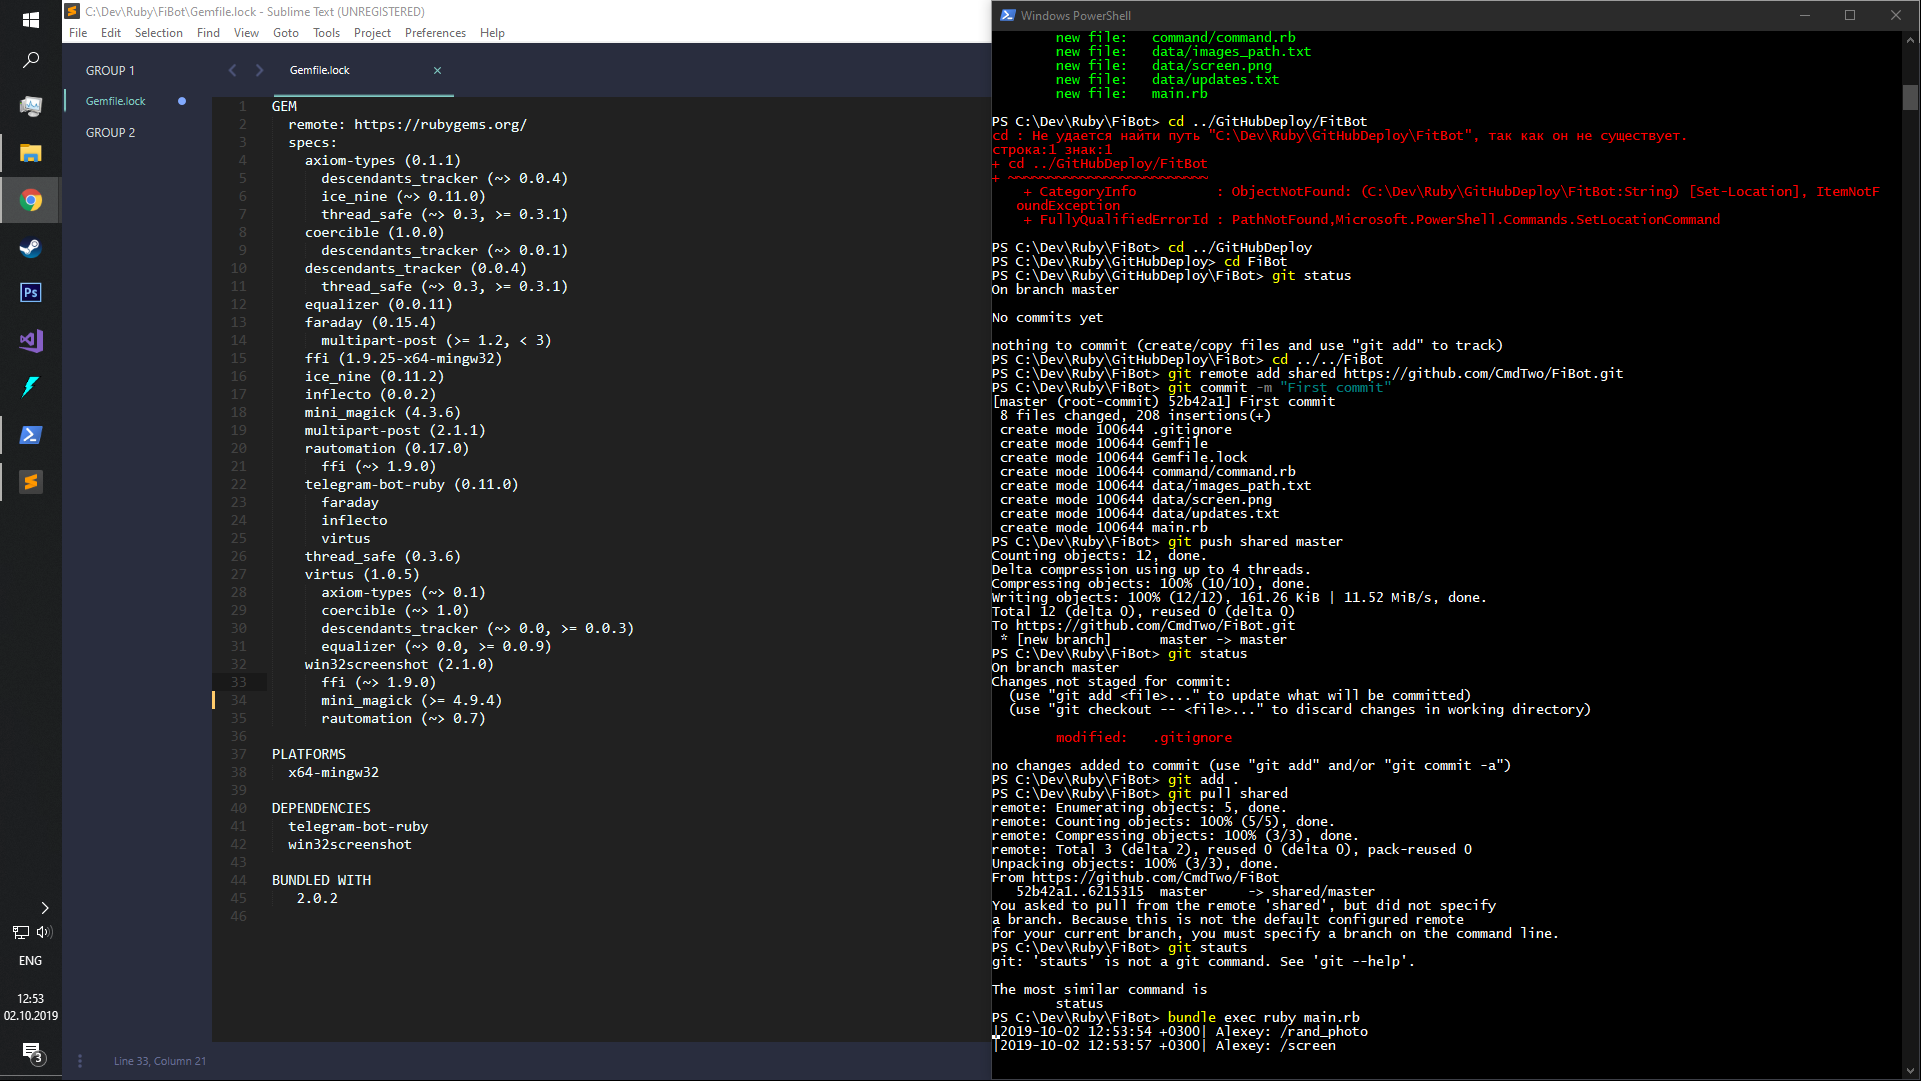 C:\Dev\Ruby\FiBot\Gemfile.lock - Sublime Text (UNREGISTERED)
File Edit Selection Find View Goto Tools Project Preferences Help
GROUP 1
Gemfile.lock
GROUP 2
Gemfile.lock
1 GEM
2   remote: https://rubygems.org/
3   specs:
4     axiom-types (0.1.1)
5       descendants_tracker (~> 0.0.4)
6       ice_nine (~> 0.11.0)
7       thread_safe (~> 0.3, >= 0.3.1)
8     coercible (1.0.0)
9       descendants_tracker (~> 0.0.1)
10     descendants_tracker (0.0.4)
11       thread_safe (~> 0.3, >= 0.3.1)
12     equalizer (0.0.11)
13     faraday (0.15.4)
14       multipart-post (>= 1.2, < 3)
15     ffi (1.9.25-x64-mingw32)
16     ice_nine (0.11.2)
17     inflecto (0.0.2)
18     mini_magick (4.3.6)
19     multipart-post (2.1.1)
20     rautomation (0.17.0)
21       ffi (~> 1.9.0)
22     telegram-bot-ruby (0.11.0)
23       faraday
24       inflecto
25       virtus
26     thread_safe (0.3.6)
27     virtus (1.0.5)
28       axiom-types (~> 0.1)
29       coercible (~> 1.0)
30       descendants_tracker (~> 0.0, >= 0.0.3)
31       equalizer (~> 0.0, >= 0.0.9)
32     win32screenshot (2.1.0)
33       ffi (~> 1.9.0)
34       mini_magick (>= 4.9.4)
35       rautomation (~> 0.7)
36
37 PLATFORMS
38   x64-mingw32
39
40 DEPENDENCIES
41   telegram-bot-ruby
42   win32screenshot
43
44 BUNDLED WITH
45    2.0.2
46
Line 33, Column 21
Ps
ENG
12:53
02.10.2019
3
Windows PowerShell
new file:   command/command.rb
new file:   data/images_path.txt
new file:   data/screen.png
new file:   data/updates.txt
new file:   main.rb
PS C:\Dev\Ruby\FiBot> cd ../GitHubDeploy/FitBot
cd : Не удается найти путь "C:\Dev\Ruby\GitHubDeploy\FitBot", так как он не существует.
строка:1 знак:1
+ cd ../GitHubDeploy/FitBot
+ ~~~~~~~~~~~~~~~~~~~~~~~~~
+ CategoryInfo          : ObjectNotFound: (C:\Dev\Ruby\GitHubDeploy\FitBot:String) [Set-Location], ItemNotF
oundException
+ FullyQualifiedErrorId : PathNotFound,Microsoft.PowerShell.Commands.SetLocationCommand
PS C:\Dev\Ruby\FiBot> cd ../GitHubDeploy
PS C:\Dev\Ruby\GitHubDeploy> cd FiBot
PS C:\Dev\Ruby\GitHubDeploy\FiBot> git status
On branch master
No commits yet
nothing to commit (create/copy files and use "git add" to track)
PS C:\Dev\Ruby\GitHubDeploy\FiBot> cd ../../FiBot
PS C:\Dev\Ruby\FiBot> git remote add shared https://github.com/CmdTwo/FiBot.git
PS C:\Dev\Ruby\FiBot> git commit -m "First commit"
[master (root-commit) 52b42a1] First commit
8 files changed, 208 insertions(+)
create mode 100644 .gitignore
create mode 100644 Gemfile
create mode 100644 Gemfile.lock
create mode 100644 command/command.rb
create mode 100644 data/images_path.txt
create mode 100644 data/screen.png
create mode 100644 data/updates.txt
create mode 100644 main.rb
PS C:\Dev\Ruby\FiBot> git push shared master
Counting objects: 12, done.
Delta compression using up to 4 threads.
Compressing objects: 100% (10/10), done.
Writing objects: 100% (12/12), 161.26 KiB | 11.52 MiB/s, done.
Total 12 (delta 0), reused 0 (delta 0)
To https://github.com/CmdTwo/FiBot.git
* [new branch]      master -> master
PS C:\Dev\Ruby\FiBot> git status
On branch master
Changes not staged for commit:
(use "git add <file>..." to update what will be committed)
(use "git checkout -- <file>..." to discard changes in working directory)
modified:   .gitignore
no changes added to commit (use "git add" and/or "git commit -a")
PS C:\Dev\Ruby\FiBot> git add .
PS C:\Dev\Ruby\FiBot> git pull shared
remote: Enumerating objects: 5, done.
remote: Counting objects: 100% (5/5), done.
remote: Compressing objects: 100% (3/3), done.
remote: Total 3 (delta 2), reused 0 (delta 0), pack-reused 0
Unpacking objects: 100% (3/3), done.
From https://github.com/CmdTwo/FiBot
52b42a1..6215315  master     -> shared/master
You asked to pull from the remote 'shared', but did not specify
a branch. Because this is not the default configured remote
for your current branch, you must specify a branch on the command line.
PS C:\Dev\Ruby\FiBot> git stauts
git: 'stauts' is not a git command. See 'git --help'.
The most similar command is
status
PS C:\Dev\Ruby\FiBot> bundle exec ruby main.rb
|2019-10-02 12:53:54 +0300| Alexey: /rand_photo
|2019-10-02 12:53:57 +0300| Alexey: /screen